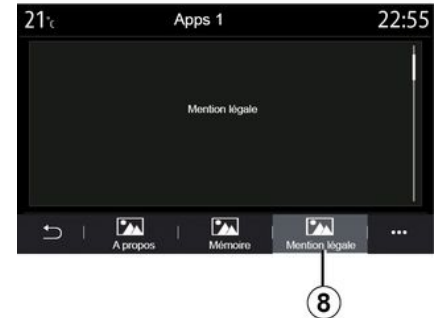 21°c Apps 1 22:55
Mention légale
A propos Mémoire Mention légale
8